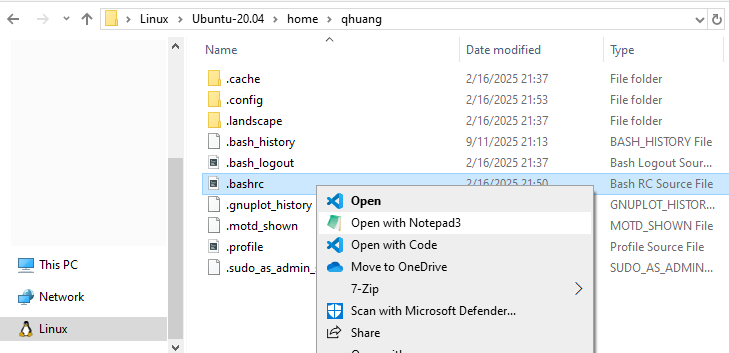 Linux > Ubuntu-20.04 > home > qhuang
Name Date modified Type
.cache 2/16/2025 21:37 File folder
.config 2/16/2025 21:53 File folder
.landscape 2/16/2025 21:37 File folder
.bash_history 9/11/2025 21:13 BASH_HISTORY File
.bash_logout 2/16/2025 21:37 Bash Logout Sour...
.bashrc 2/16/2025 21:50 Bash RC Source File
.gnuplot_history GNUPLOT_HISTOR...
.motd_shown MOTD_SHOWN File
.profile Profile Source File
.sudo_as_admin_ SUDO_AS_ADMIN...
Open
Open with Notepad3
Open with Code
Move to OneDrive
7-Zip
Scan with Microsoft Defender...
Share
This PC
Network
Linux